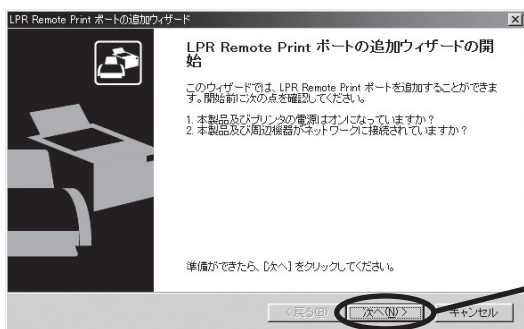 LPR Remote Print ポートの追加ウィザード
LPR Remote Print ポートの追加ウィザードの開
始
このウィザードでは、LPR Remote Print ポートを追加することができま
す。開始前に次の点を確認してください。
1. 本製品及びプリンタの電源はオンになっていますか？
2. 本製品及び周辺機器がネットワークに接続されていますか？
準備ができたら、[次へ] をクリックしてください。
< 戻る(B)
次へ(N) >
キャンセル